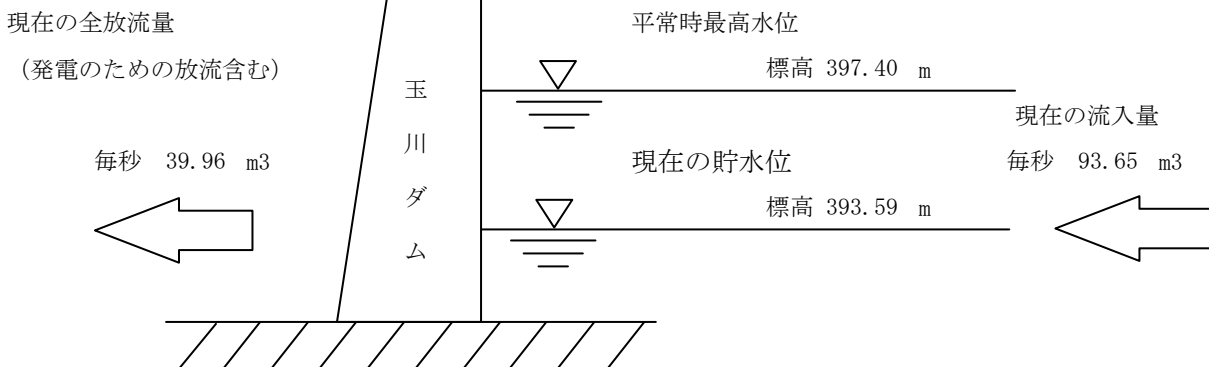 現在の全放流量
（発電のための放流含む）
毎秒 39.96 m3
玉川ダム
平常時最高水位
標高 397.40 m
現在の貯水位
標高 393.59 m
現在の流入量
毎秒 93.65 m3